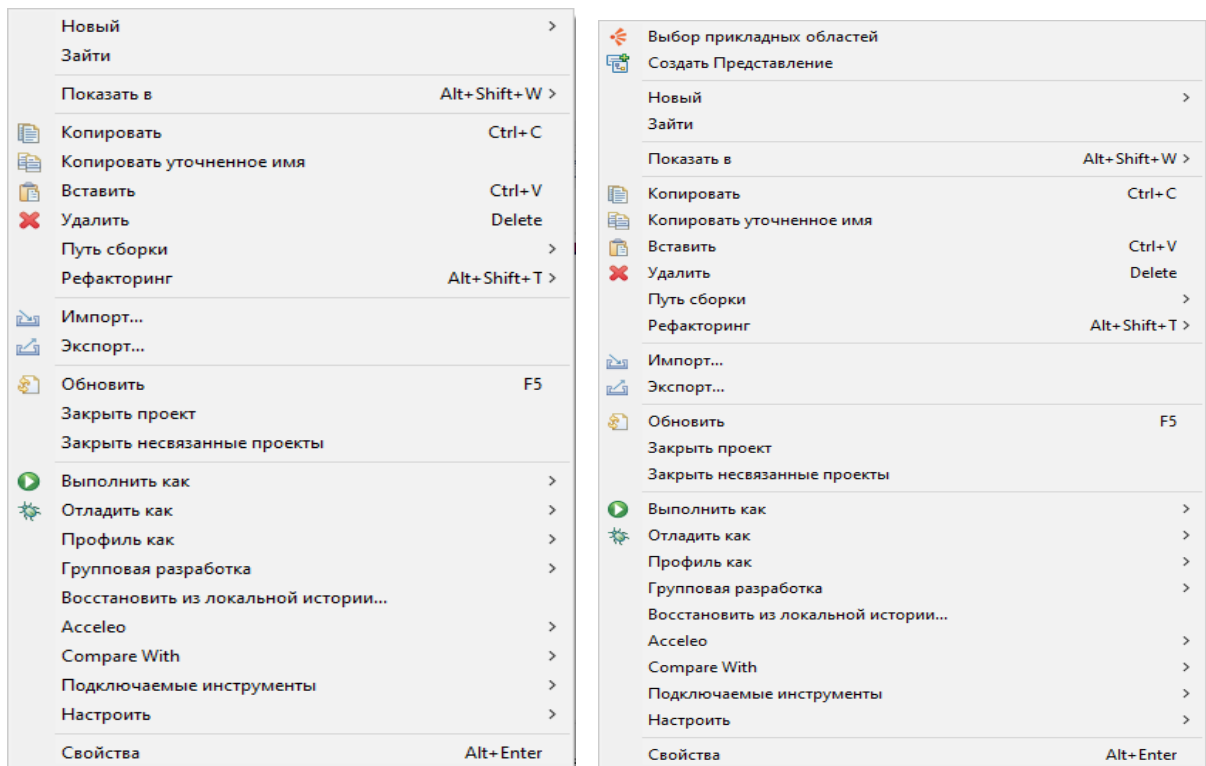 Новый >
Зайти
Показать в Alt+Shift+W >
Копировать Ctrl+C
Копировать уточненное имя
Вставить Ctrl+V
Удалить Delete
Путь сборки >
Рефакторинг Alt+Shift+T >
Импорт...
Экспорт...
Обновить F5
Закрыть проект
Закрыть несвязанные проекты
Выполнить как >
Отладить как >
Профиль как >
Групповая разработка >
Восстановить из локальной истории...
Acceleo >
Compare With >
Подключаемые инструменты >
Настроить >
Свойства Alt+Enter
Выбор прикладных областей
Создать Представление
Новый >
Зайти
Показать в Alt+Shift+W >
Копировать Ctrl+C
Копировать уточненное имя
Вставить Ctrl+V
Удалить Delete
Путь сборки >
Рефакторинг Alt+Shift+T >
Импорт...
Экспорт...
Обновить F5
Закрыть проект
Закрыть несвязанные проекты
Выполнить как >
Отладить как >
Профиль как >
Групповая разработка >
Восстановить из локальной истории...
Acceleo >
Compare With >
Подключаемые инструменты >
Настроить >
Свойства Alt+Enter